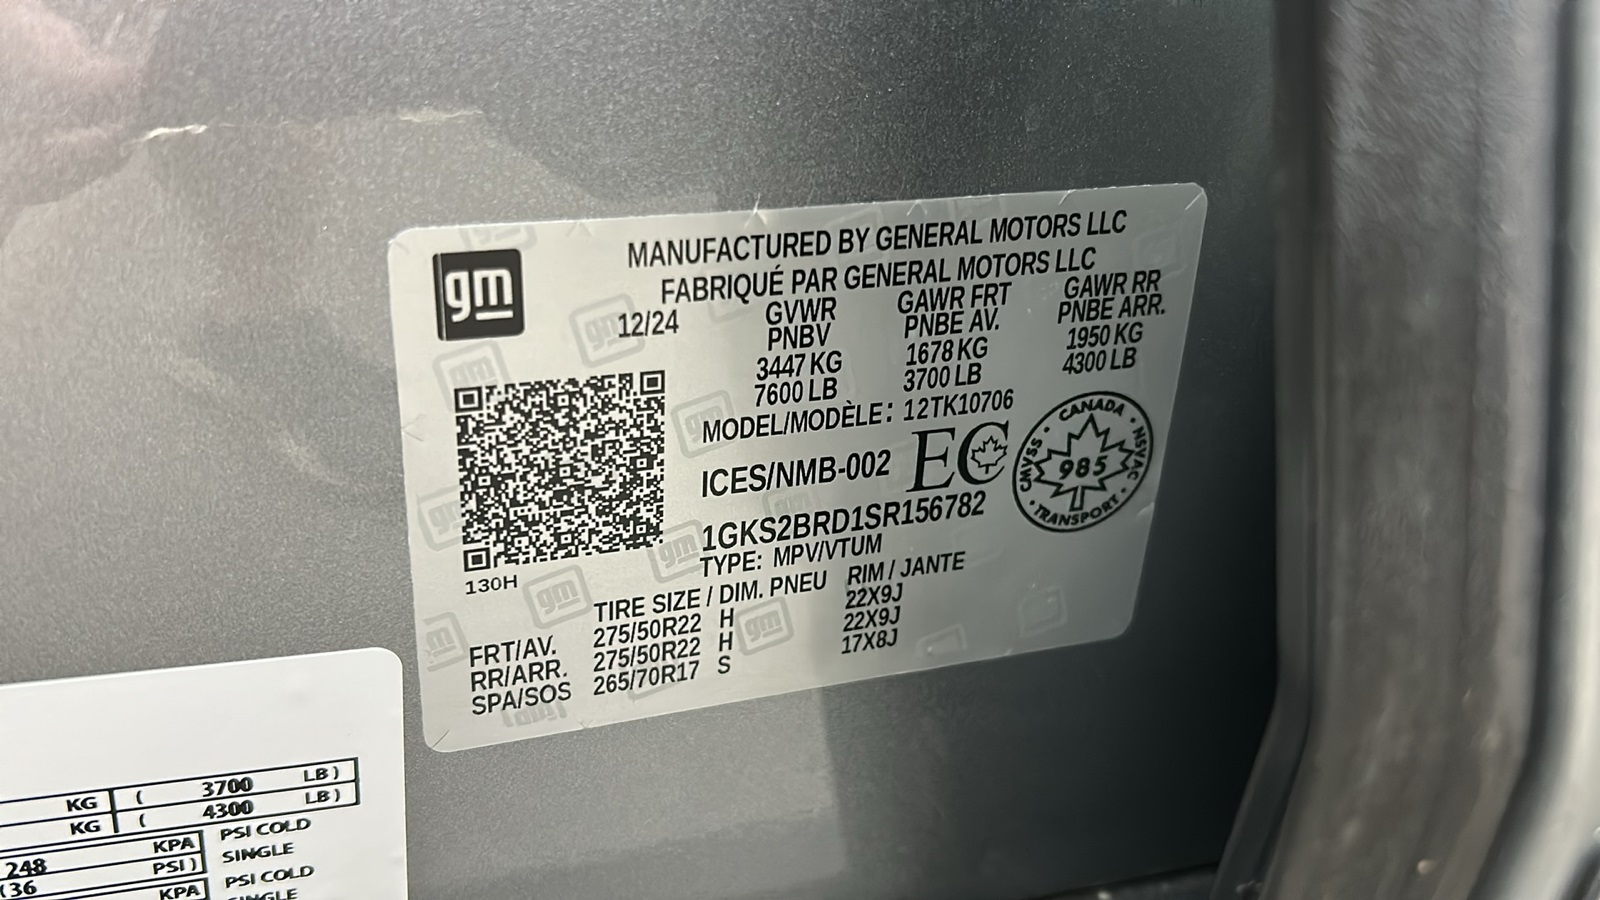 gm
MANUFACTURED BY GENERAL MOTORS LLC
FABRIQUÉ PAR GENERAL MOTORS LLC
12/24
GVWR GAWR FRT GAWR RR
PNBV PNBE AV. PNBE ARR.
3447 KG 1678 KG 1950 KG
7600 LB 3700 LB 4300 LB
MODEL/MODÈLE: 12TK10706
ICES/NMB-002 EC
CANADA
CMVSS NSVAC
985
TRANSPORT
1GKS2BRD1SR156782
TYPE: MPV/VTUM
130H
TIRE SIZE / DIM. PNEU RIM / JANTE
FRT/AV. 275/50R22 H 22X9J
RR/ARR. 275/50R22 H 22X9J
SPA/SOS 265/70R17 S 17X8J
KG ( 3700 LB )
KG ( 4300 LB )
248 KPA PSI COLD
(36 PSI ) SINGLE
KPA PSI COLD
SINGLE